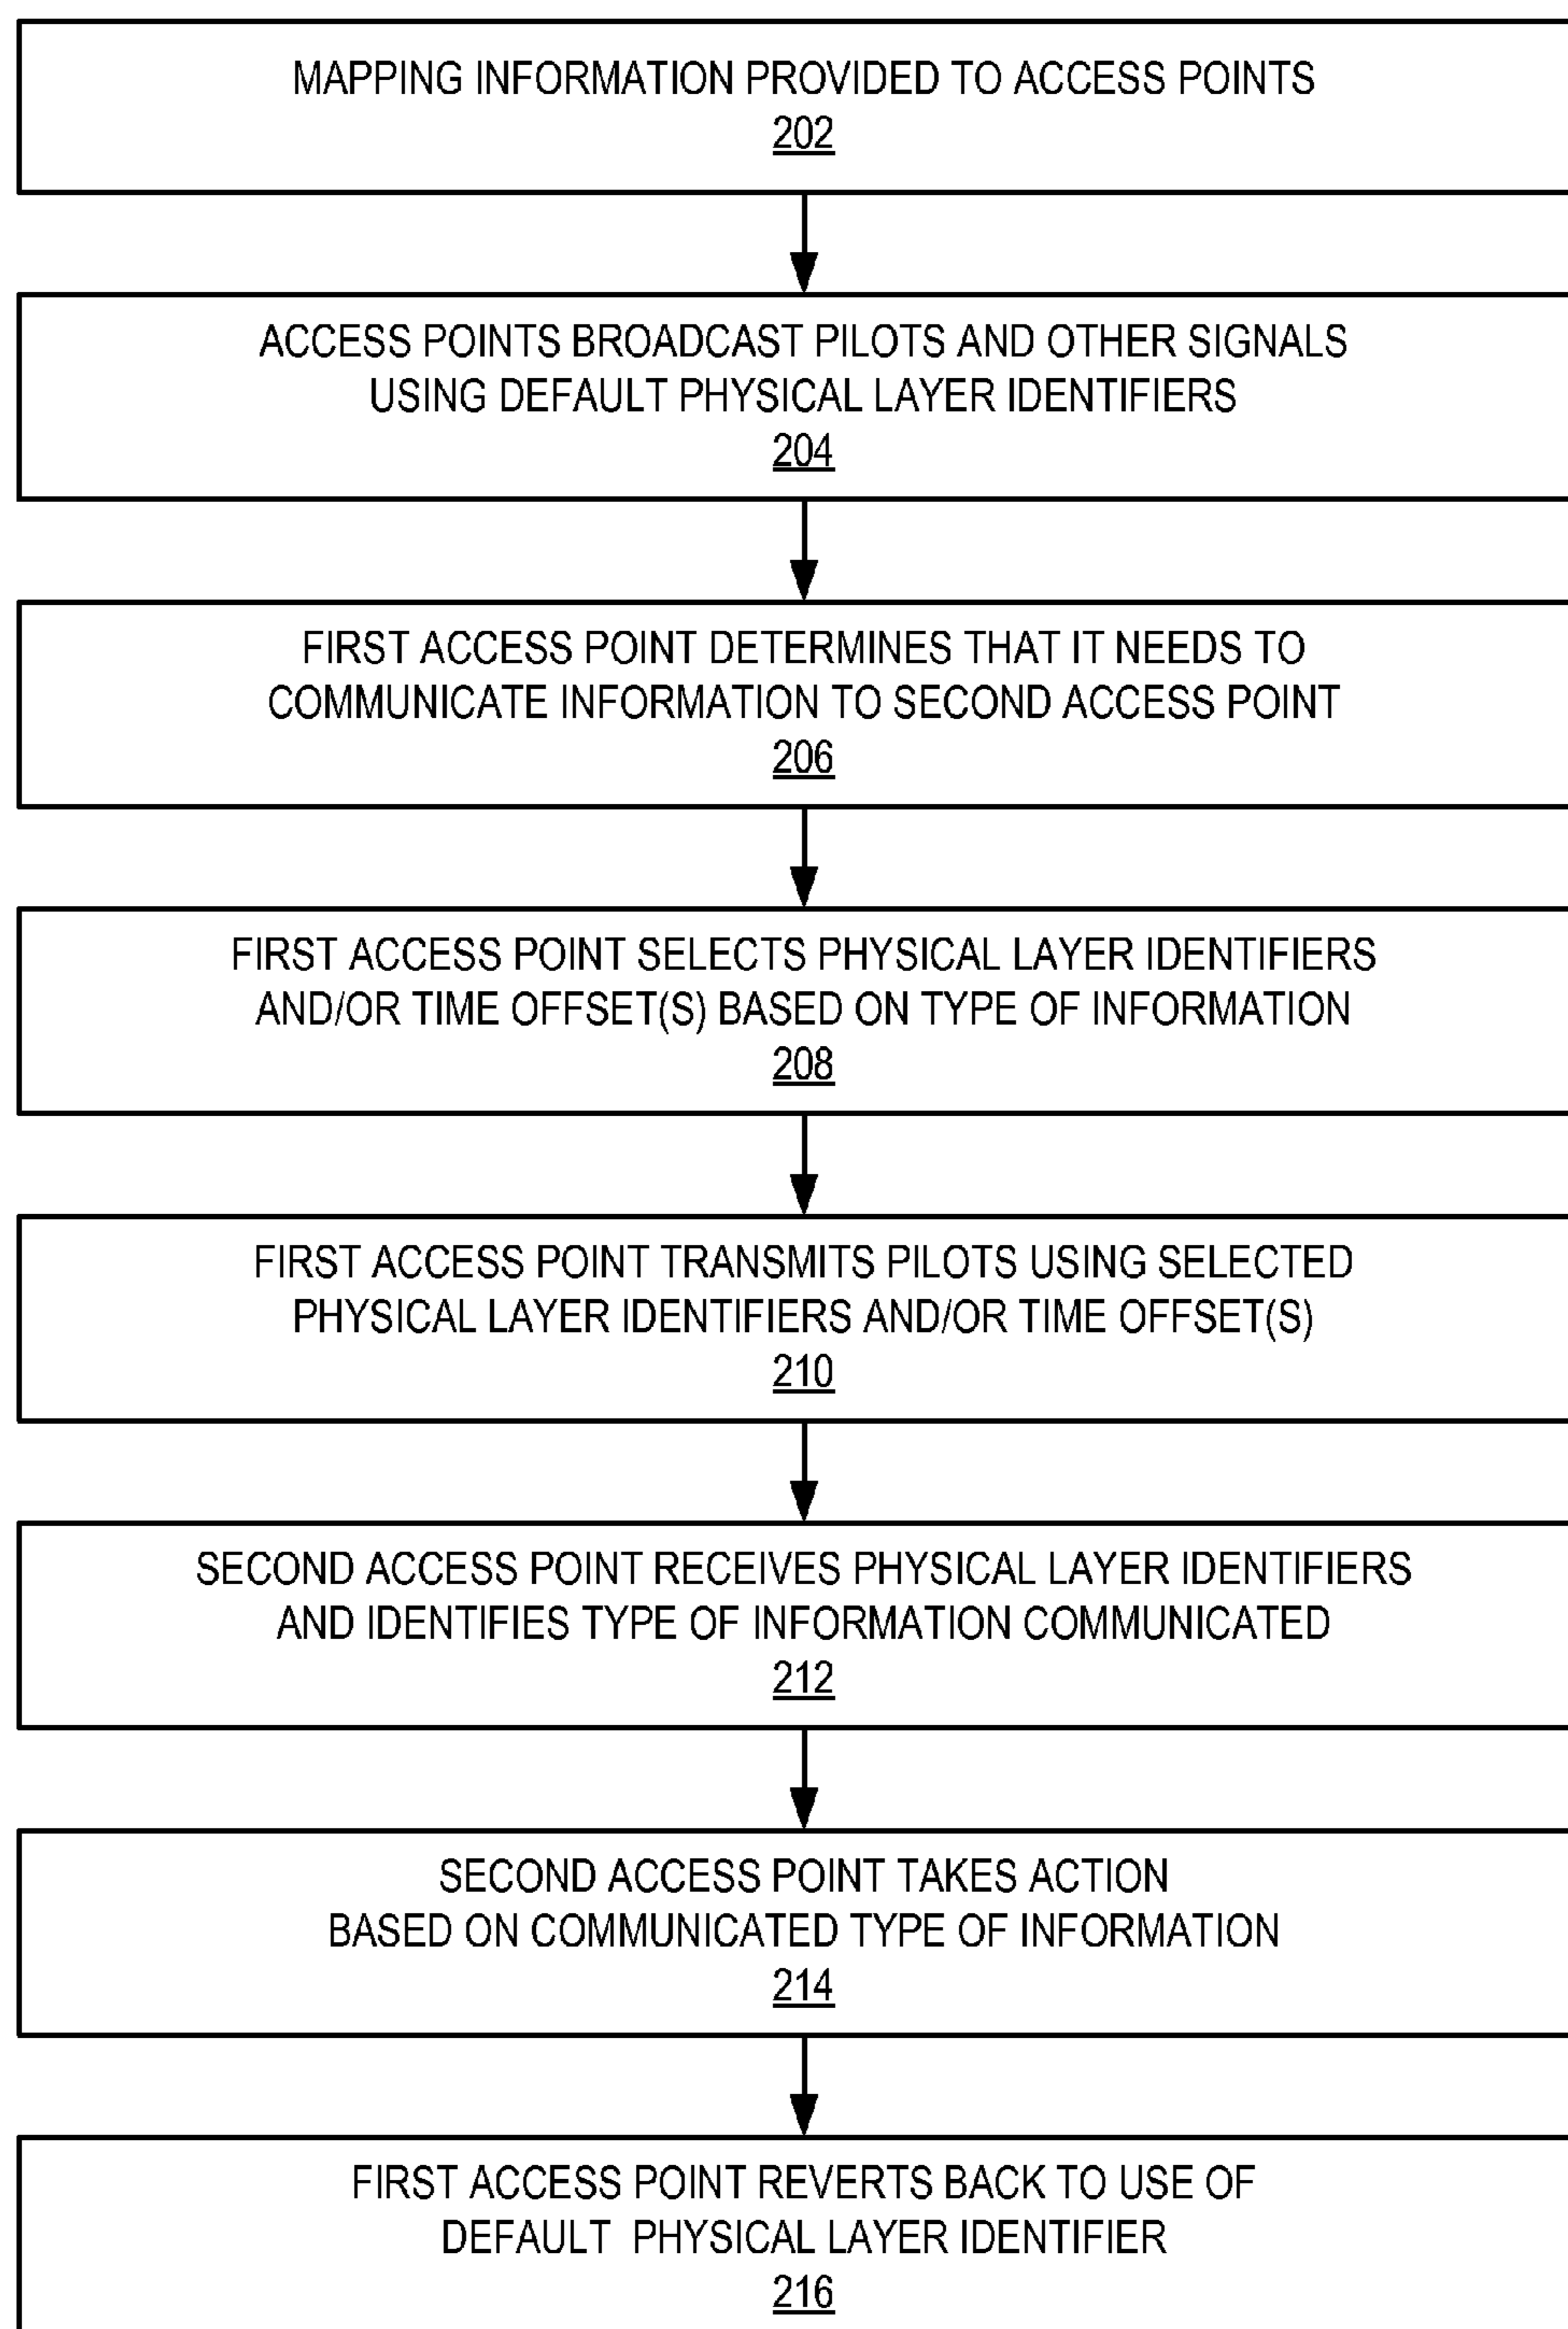 MAPPING INFORMATION PROVIDED TO ACCESS POINTS
202
ACCESS POINTS BROADCAST PILOTS AND OTHER SIGNALS
USING DEFAULT PHYSICAL LAYER IDENTIFIERS
204
FIRST ACCESS POINT DETERMINES THAT IT NEEDS TO
COMMUNICATE INFORMATION TO SECOND ACCESS POINT
206
FIRST ACCESS POINT SELECTS PHYSICAL LAYER IDENTIFIERS
AND/OR TIME OFFSET(S) BASED ON TYPE OF INFORMATION
208
FIRST ACCESS POINT TRANSMITS PILOTS USING SELECTED
PHYSICAL LAYER IDENTIFIERS AND/OR TIME OFFSET(S)
210
SECOND ACCESS POINT RECEIVES PHYSICAL LAYER IDENTIFIERS
AND IDENTIFIES TYPE OF INFORMATION COMMUNICATED
212
SECOND ACCESS POINT TAKES ACTION
BASED ON COMMUNICATED TYPE OF INFORMATION
214
FIRST ACCESS POINT REVERTS BACK TO USE OF
DEFAULT PHYSICAL LAYER IDENTIFIER
216